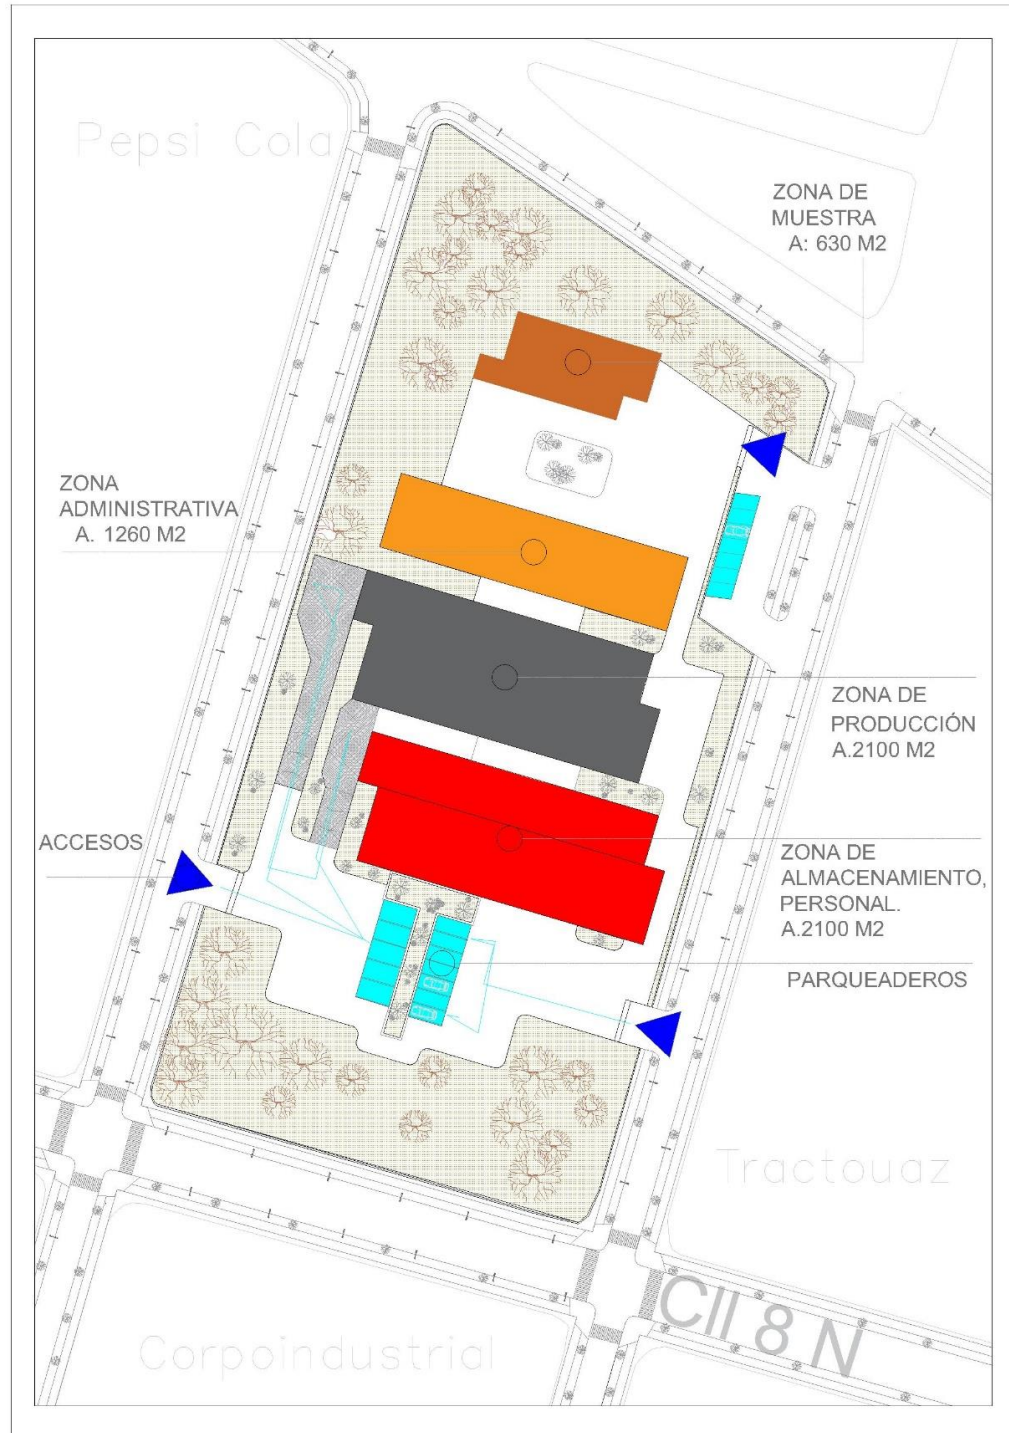 Pepsi Cola
ZONA DE
MUESTRA
A: 630 M2
ZONA
ADMINISTRATIVA
A. 1260 M2
ZONA DE
PRODUCCIÓN
A.2100 M2
ACCESOS
ZONA DE
ALMACENAMIENTO,
PERSONAL.
A.2100 M2
PARQUEADEROS
Tractouaz
Cll 8 N
Corpoindustrial